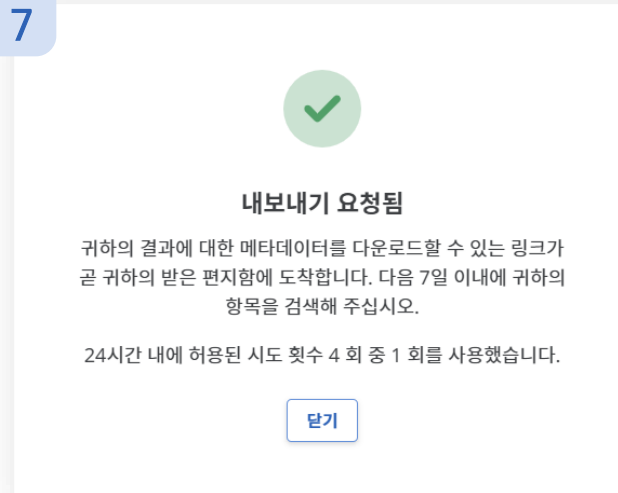 7
내보내기 요청됨
귀하의 결과에 대한 메타데이터를 다운로드할 수 있는 링크가
곧 귀하의 받은 편지함에 도착합니다. 다음 7일 이내에 귀하의
항목을 검색해 주십시오.
24시간 내에 허용된 시도 횟수 4 회 중 1 회를 사용했습니다.
닫기